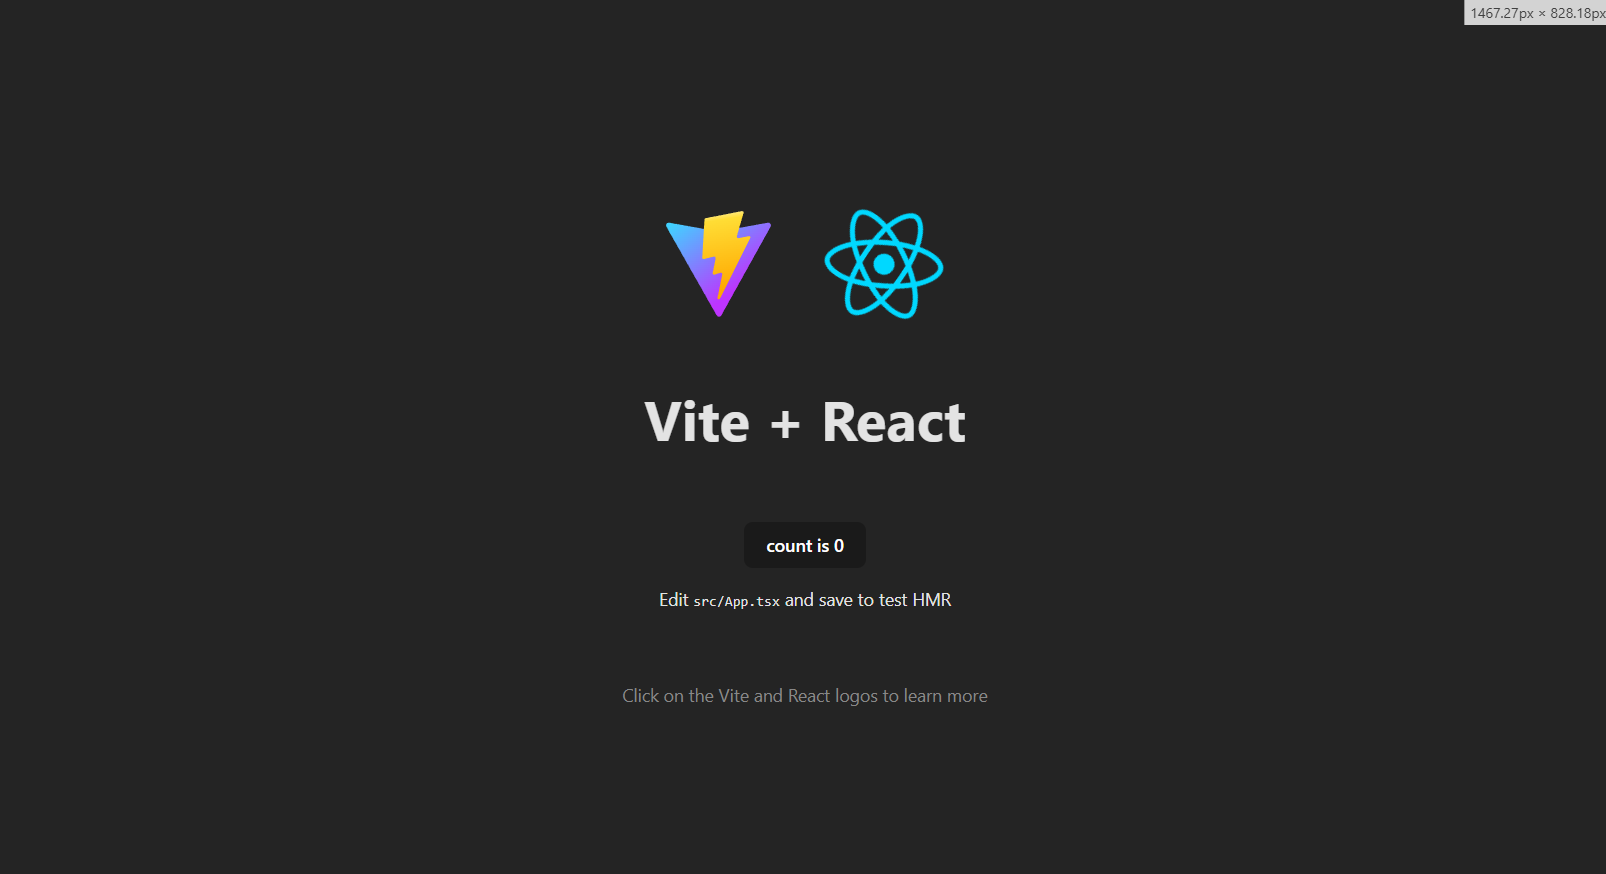 1467.27px × 828.18px
Vite + React
count is 0
Edit src/App.tsx and save to test HMR
Click on the Vite and React logos to learn more